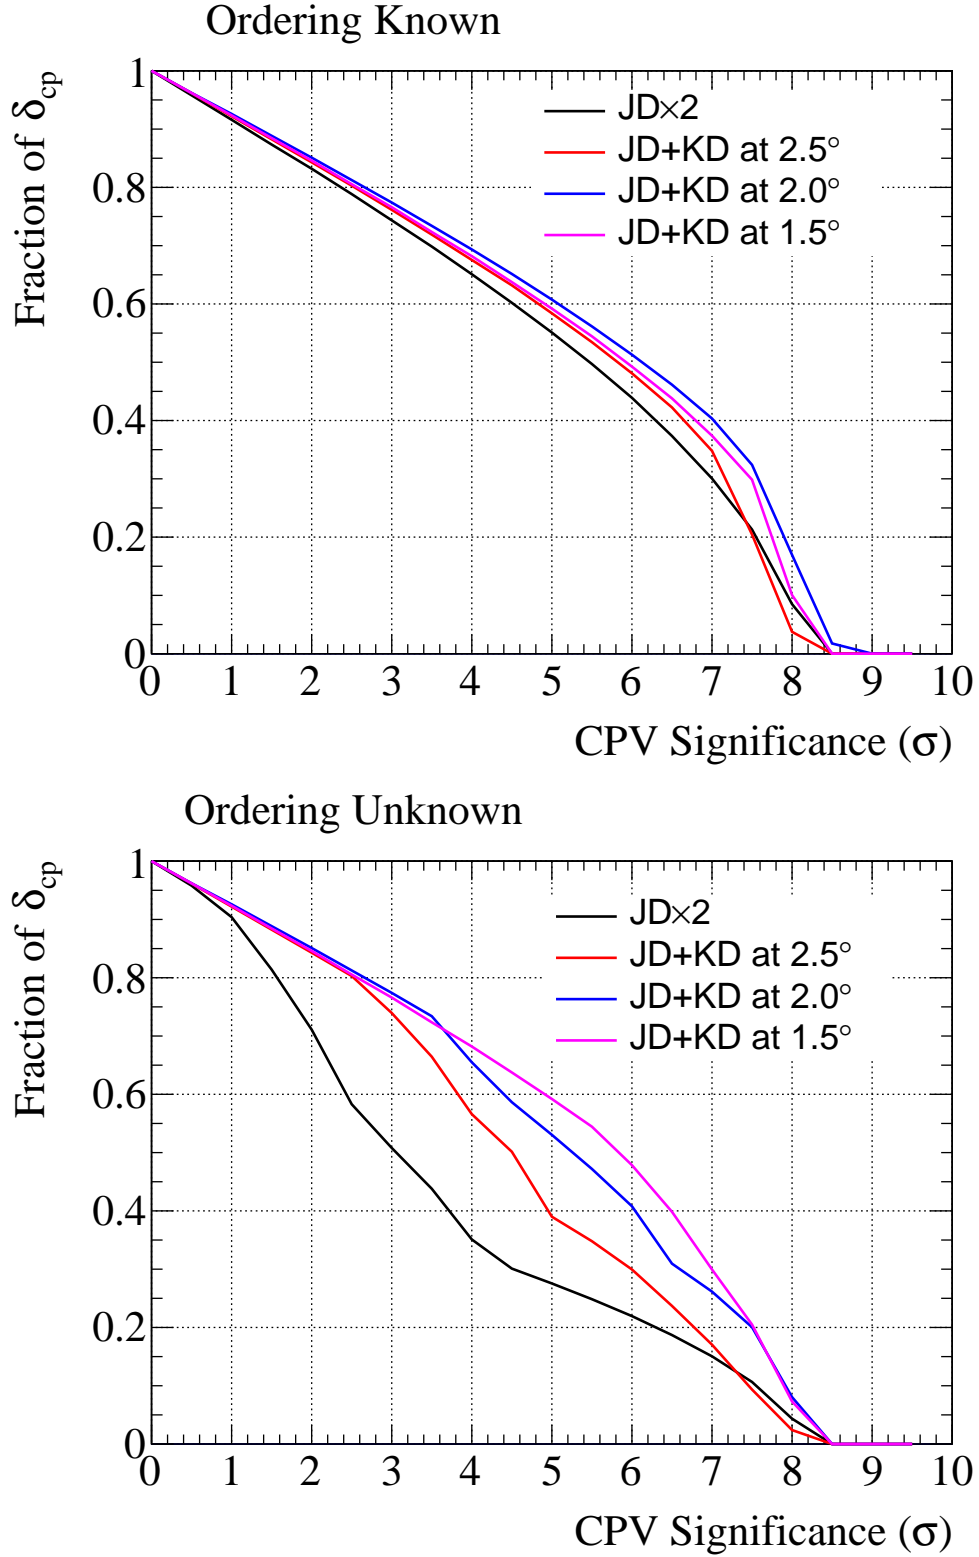 Ordering Known
Fraction of δcp
1
0.8
0.6
0.4
0.2
0
JD×2
JD+KD at 2.5°
JD+KD at 2.0°
JD+KD at 1.5°
0 1 2 3 4 5 6 7 8 9 10
CPV Significance (σ)
Ordering Unknown
Fraction of δcp
1
0.8
0.6
0.4
0.2
0
JD×2
JD+KD at 2.5°
JD+KD at 2.0°
JD+KD at 1.5°
0 1 2 3 4 5 6 7 8 9 10
CPV Significance (σ)